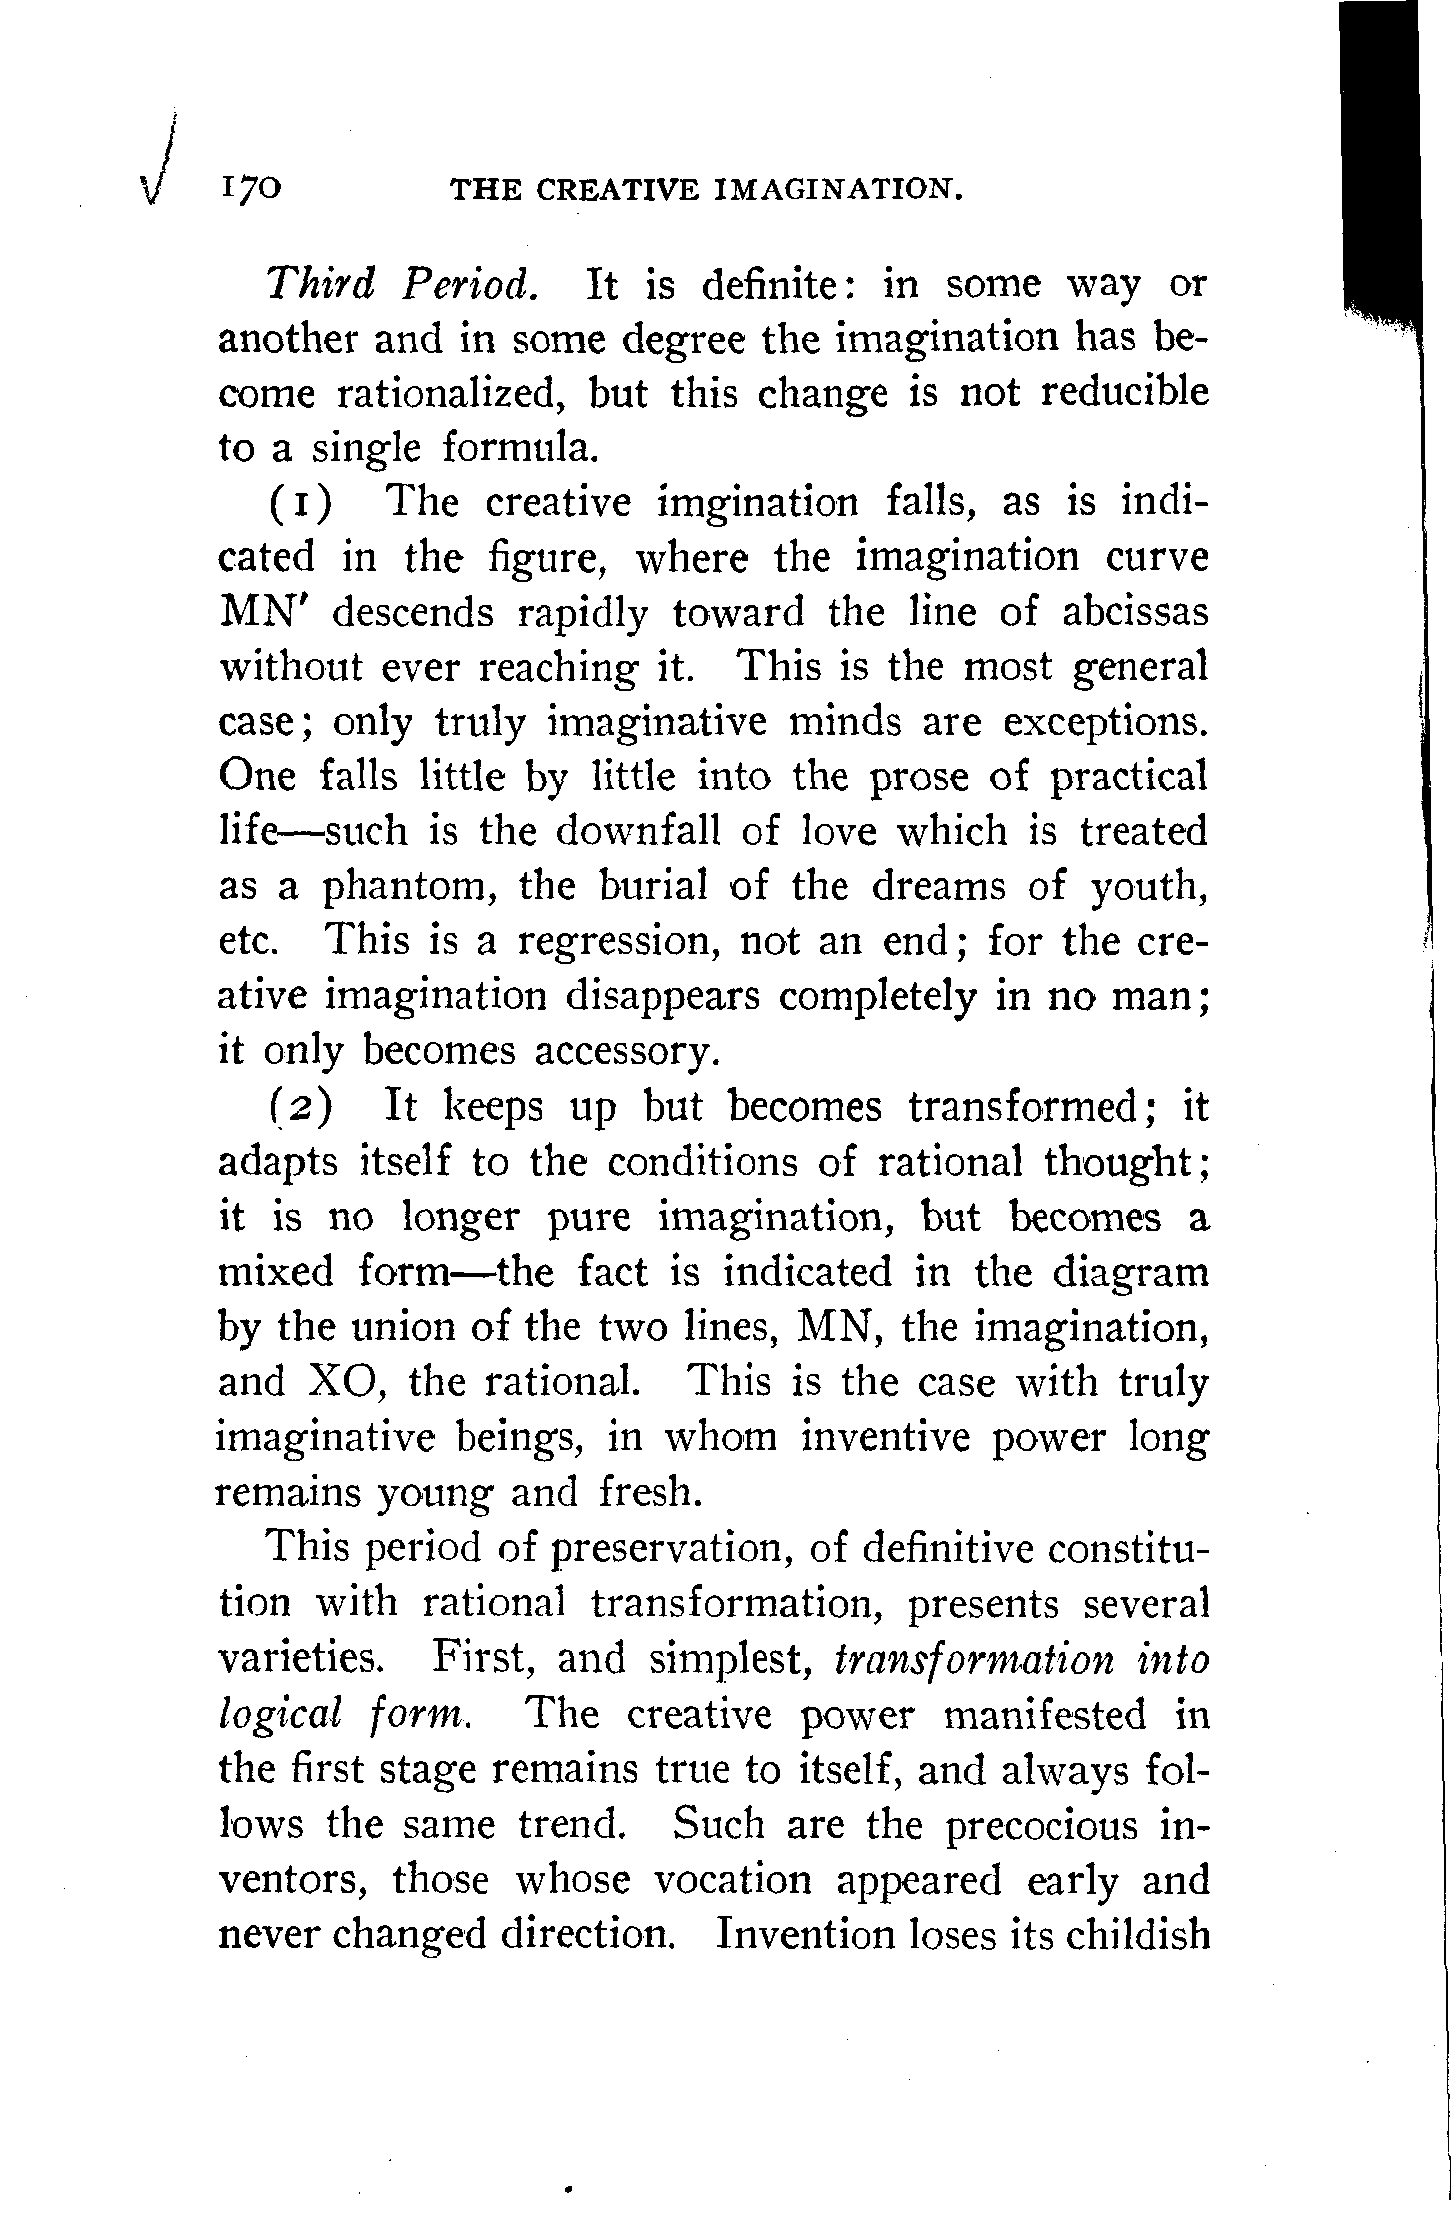 170 THE CREATIVE IMAGINATION.
Third Period. It is definite: in some way or
another and in some degree the imagination has be-
come rationalized, but this change is not reducible
to a single formula.
(1) The creative imgination falls, as is indi-
cated in the figure, where the imagination curve
MN′ descends rapidly toward the line of abcissas
without ever reaching it. This is the most general
case; only truly imaginative minds are exceptions.
One falls little by little into the prose of practical
life—such is the downfall of love which is treated
as a phantom, the burial of the dreams of youth,
etc. This is a regression, not an end; for the cre-
ative imagination disappears completely in no man;
it only becomes accessory.
(2) It keeps up but becomes transformed; it
adapts itself to the conditions of rational thought;
it is no longer pure imagination, but becomes a
mixed form—the fact is indicated in the diagram
by the union of the two lines, MN, the imagination,
and XO, the rational. This is the case with truly
imaginative beings, in whom inventive power long
remains young and fresh.
This period of preservation, of definitive constitu-
tion with rational transformation, presents several
varieties. First, and simplest, transformation into
logical form. The creative power manifested in
the first stage remains true to itself, and always fol-
lows the same trend. Such are the precocious in-
ventors, those whose vocation appeared early and
never changed direction. Invention loses its childish